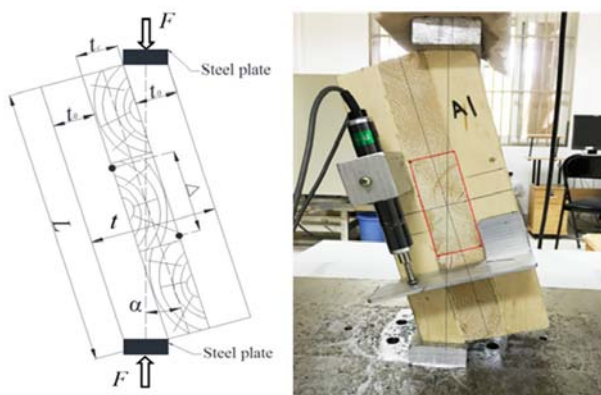 F
t₀
Steel plate
t₀
t₀
L
t
Δ
α
Steel plate
F
A1